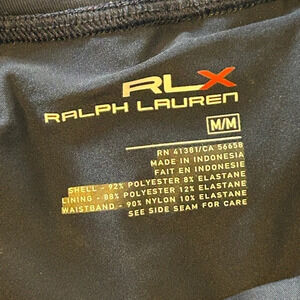 RLX
RALPH LAUREN
M/M
RN 41381/CA 56658
MADE IN INDONESIA
FAIT EN INDONESIE
SHELL - 92% POLYESTER 8% ELASTANE
LINING - 88% POLYESTER 12% ELASTANE
WAISTBAND - 90% NYLON 10% ELASTANE
SEE SIDE SEAM FOR CARE